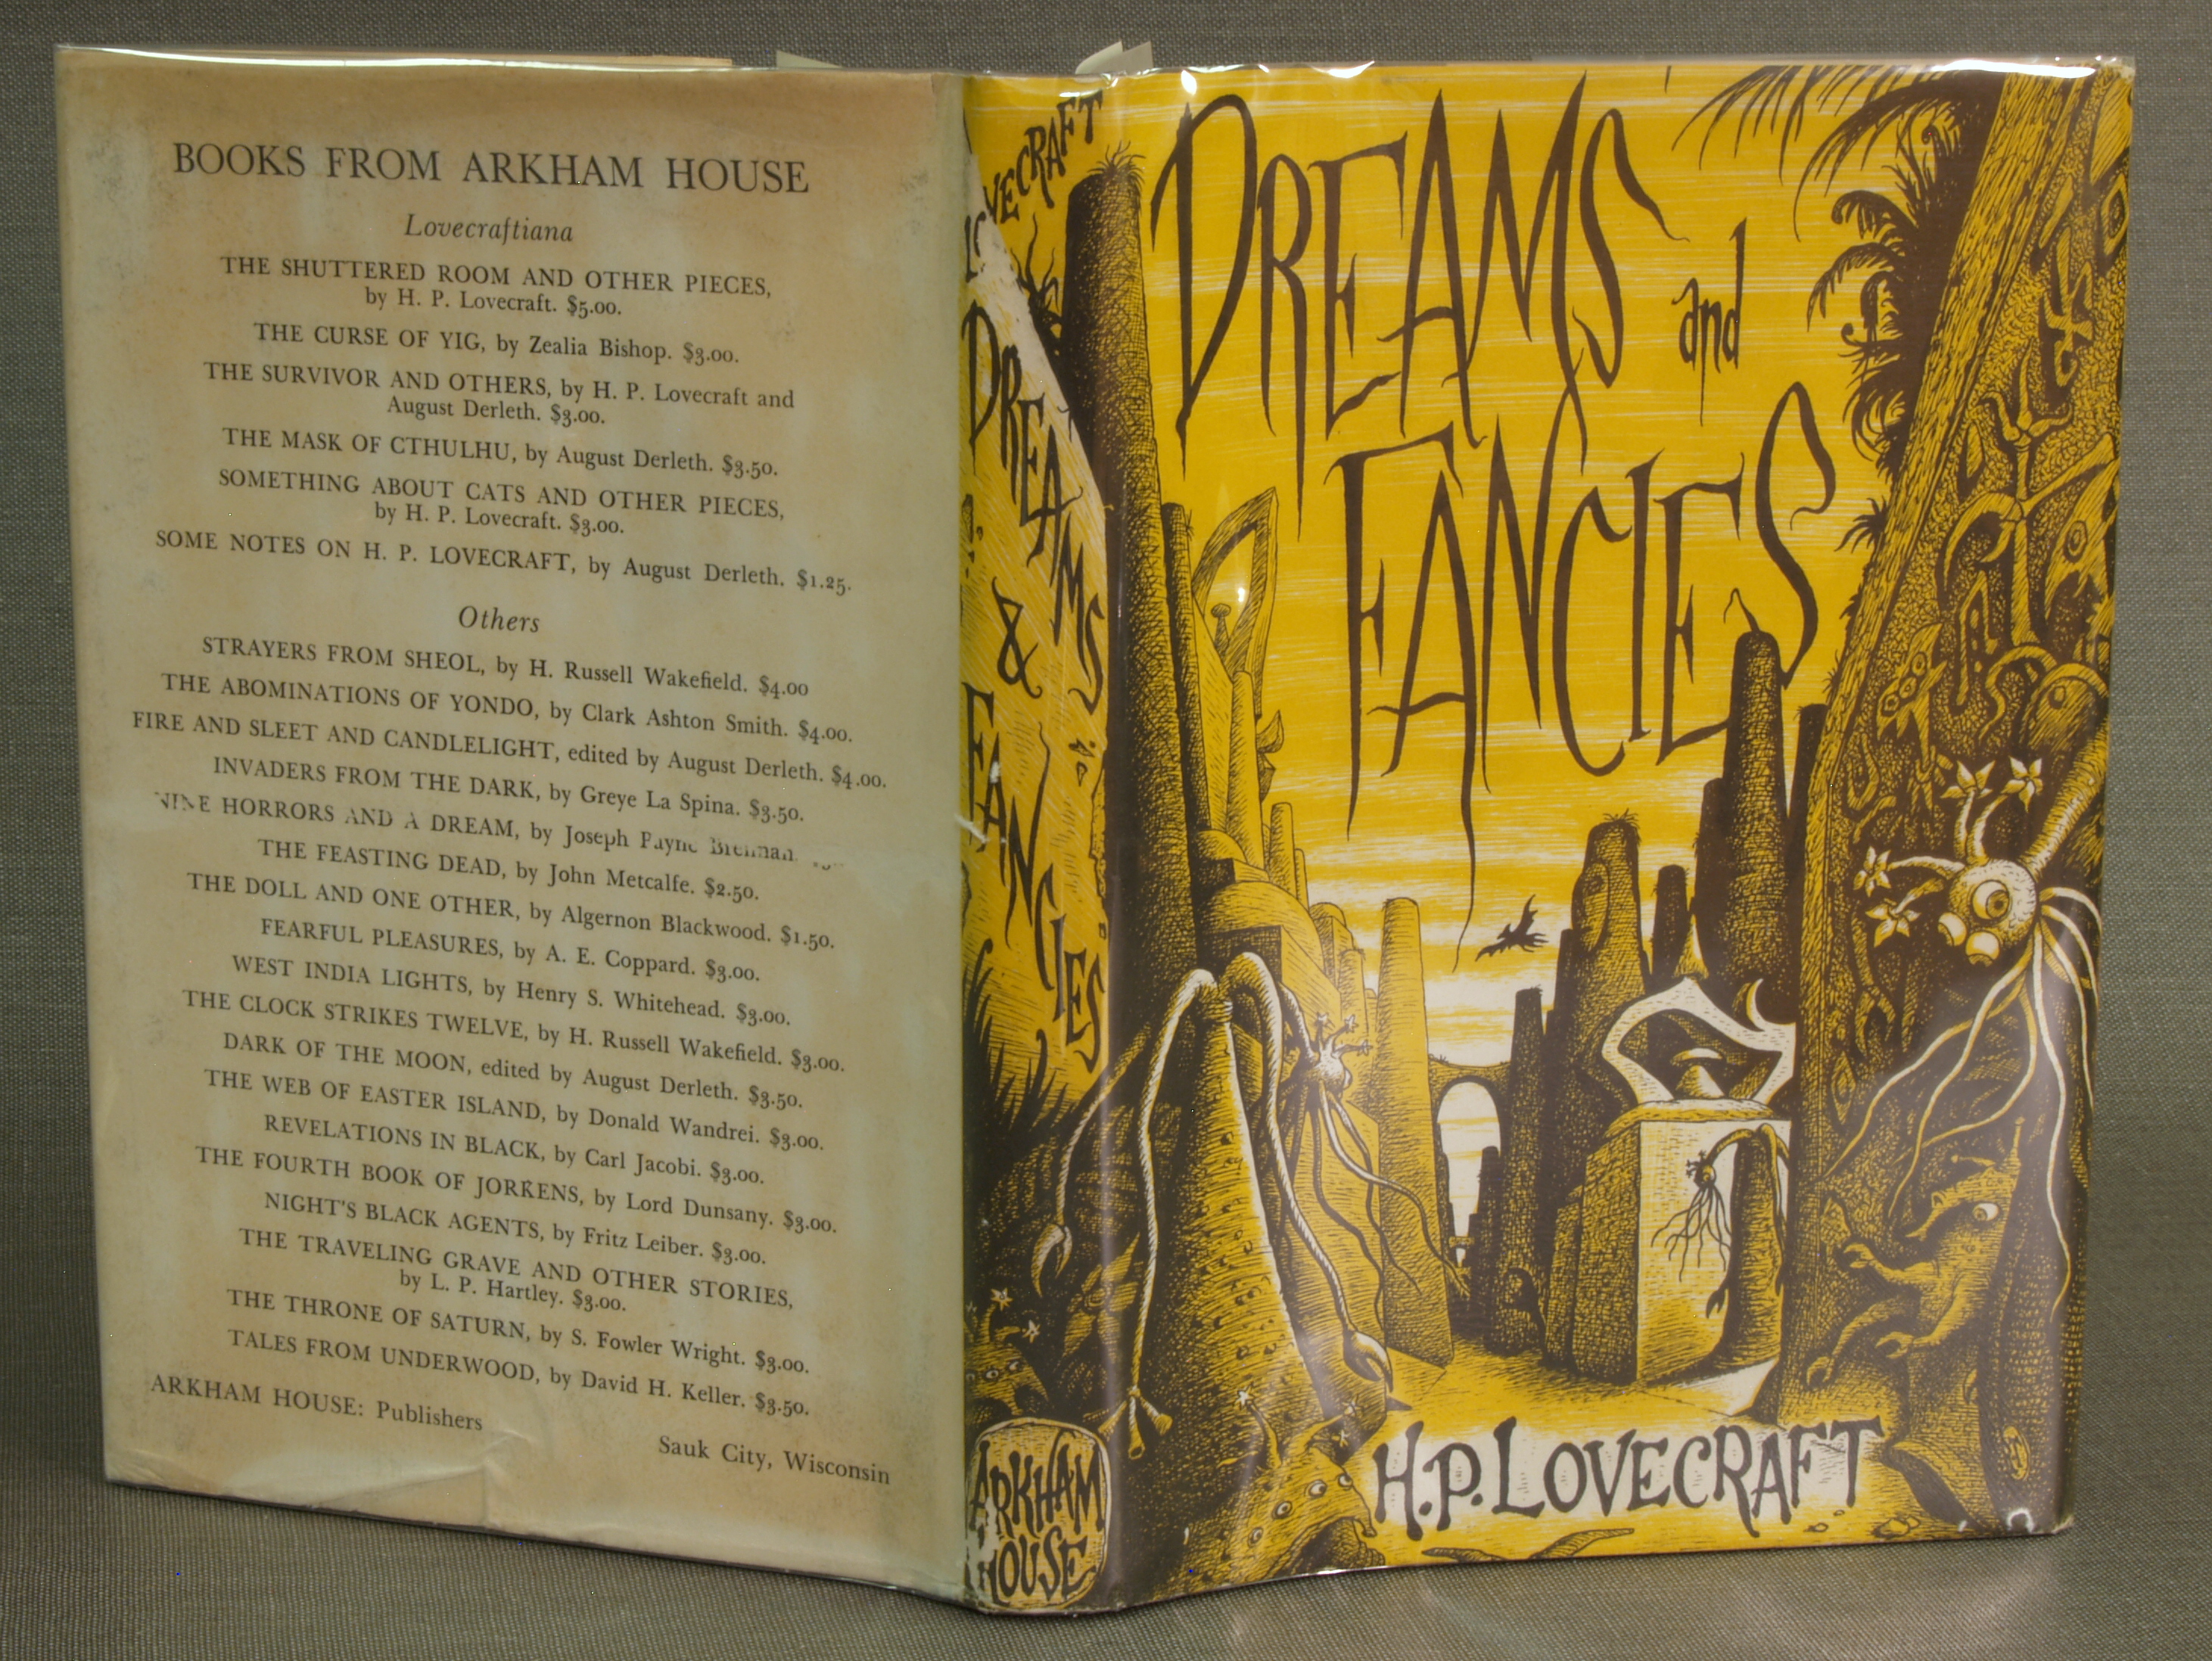 BOOKS FROM ARKHAM HOUSE
Lovecraftiana
THE SHUTTERED ROOM AND OTHER PIECES,
by H. P. Lovecraft. $5.00.
THE CURSE OF YIG, by Zealia Bishop. $3.00.
THE SURVIVOR AND OTHERS, by H. P. Lovecraft and
August Derleth. $3.00.
THE MASK OF CTHULHU, by August Derleth. $3.50.
SOMETHING ABOUT CATS AND OTHER PIECES,
by H. P. Lovecraft. $3.00.
SOME NOTES ON H. P. LOVECRAFT, by August Derleth. $1.25.
Others
STRAYERS FROM SHEOL, by H. Russell Wakefield. $4.00
THE ABOMINATIONS OF YONDO, by Clark Ashton Smith. $4.00.
FIRE AND SLEET AND CANDLELIGHT, edited by August Derleth. $4.00.
INVADERS FROM THE DARK, by Greye La Spina. $3.50.
NINE HORRORS AND A DREAM, by Joseph Payne Brennan.
THE FEASTING DEAD, by John Metcalfe. $2.50.
THE DOLL AND ONE OTHER, by Algernon Blackwood. $1.50.
FEARFUL PLEASURES, by A. E. Coppard. $3.00.
WEST INDIA LIGHTS, by Henry S. Whitehead. $3.00.
THE CLOCK STRIKES TWELVE, by H. Russell Wakefield. $3.00.
DARK OF THE MOON, edited by August Derleth. $3.50.
THE WEB OF EASTER ISLAND, by Donald Wandrei. $3.00.
REVELATIONS IN BLACK, by Carl Jacobi. $3.00.
THE FOURTH BOOK OF JORKENS, by Lord Dunsany. $3.00.
NIGHT'S BLACK AGENTS, by Fritz Leiber. $3.00.
THE TRAVELING GRAVE AND OTHER STORIES,
by L. P. Hartley. $3.00.
THE THRONE OF SATURN, by S. Fowler Wright. $3.00.
TALES FROM UNDERWOOD, by David H. Keller. $3.50.
ARKHAM HOUSE: Publishers
Sauk City, Wisconsin
LOVECRAFT
DREAMS
&
FANCIES
ARKHAM
HOUSE
DREAMS and
FANCIES
H.P. LOVECRAFT